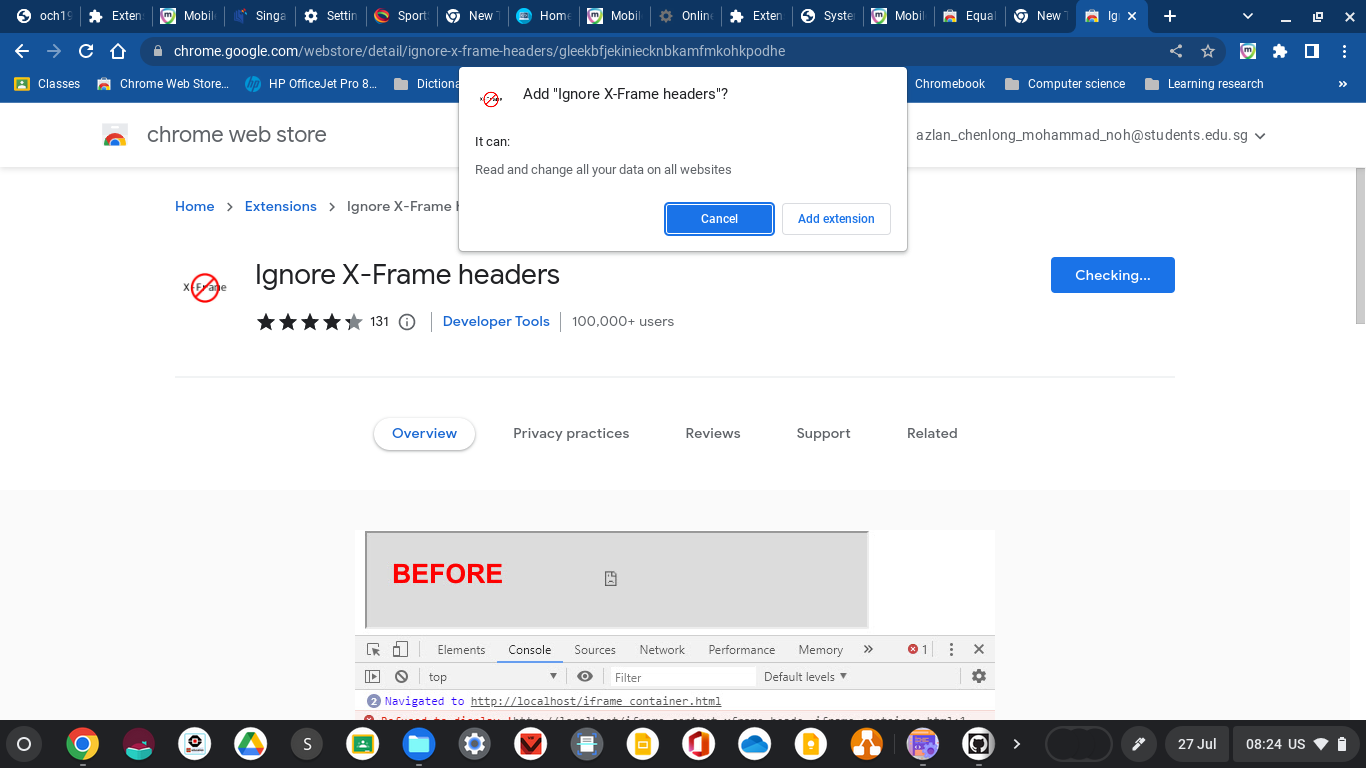 och19
Exten
Mobile
Singa
Settin
Sport
New T
Home
Mobil
Online
Exten
Syste
Mobile
Equal
New T
Ign
chrome.google.com/webstore/detail/ignore-x-frame-headers/gleekbfjekiniecknbkamfmkohkpodhe
Classes
Chrome Web Store…
HP OfficeJet Pro 8…
Dictiona
Chromebook
Computer science
Learning research
»
Add "Ignore X-Frame headers"?
It can:
Read and change all your data on all websites
Cancel
Add extension
chrome web store
azlan_chenlong_mohammad_noh@students.edu.sg
Home
Extensions
Ignore X-Frame h
X-Frame
Ignore X-Frame headers
Checking...
131
Developer Tools
100,000+ users
Overview
Privacy practices
Reviews
Support
Related
BEFORE
Elements
Console
Sources
Network
Performance
Memory
»
1
top
Filter
Default levels
2 Navigated to http://localhost/iframe_container.html
S
27 Jul
08:24 US